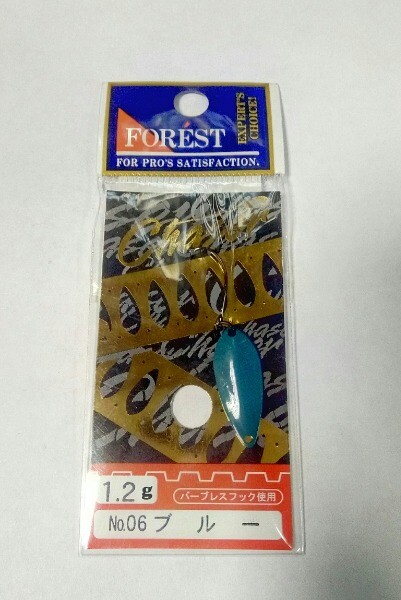 FOREST
EXPERT'S
CHOICE!
FOR PRO'S SATISFACTION.
1.2g
バーブレスフック使用
No.06 ブルー